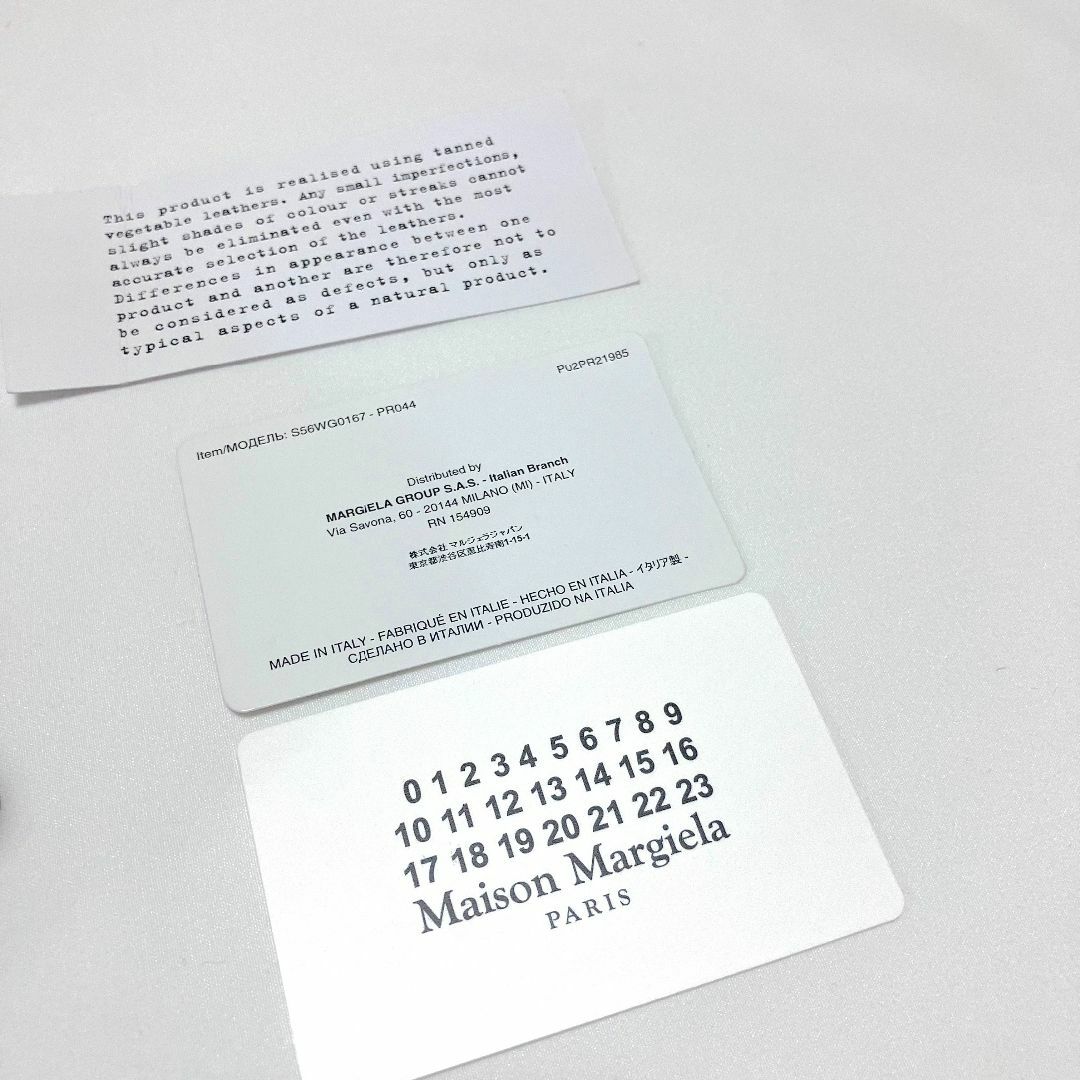 This product is realised using tanned
vegetable leathers. Any small imperfections,
slight shades of colour or streaks cannot
always be eliminated even with the most
accurate selection of the leathers.
Differences in appearance between one
product and another are therefore not to
be considered as defects, but only as
typical aspects of a natural product.
Pu2PR21985
Item/МОДЕЛЬ: S56WG0167 - PR044
Distributed by
MARGIELA GROUP S.A.S. - Italian Branch
Via Savona, 60 - 20144 MILANO (MI) - ITALY
RN 154909
株式会社 マルジェラジャパン
東京都渋谷区恵比寿南1-15-1
MADE IN ITALY - FABRIQUÉ EN ITALIE - HECHO EN ITALIA - イタリア製 -
СДЕЛАНО В ИТАЛИИ - PRODUZIDO NA ITALIA
0 1 2 3 4 5 6 7 8 9
10 11 12 13 14 15 16
17 18 19 20 21 22 23
Maison Margiela
PARIS